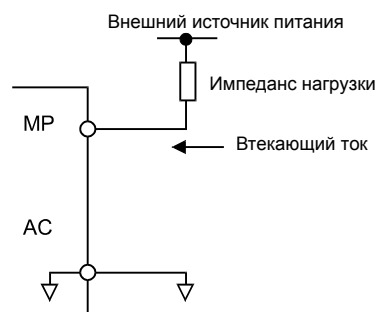 Внешний источник питания
Импеданс нагрузки
MP
Втекающий ток
AC